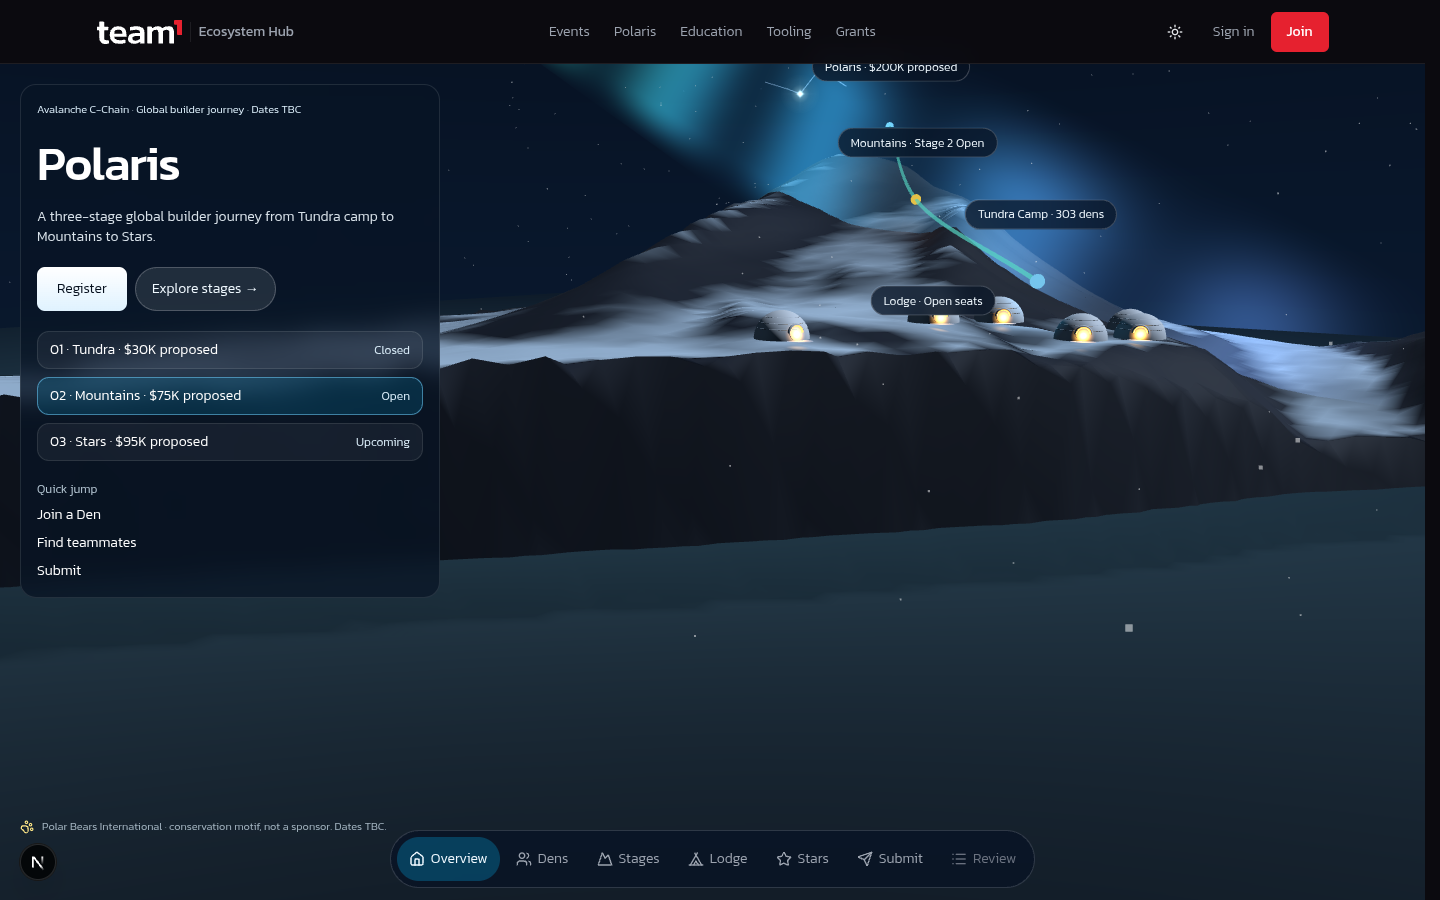 team1 Ecosystem Hub
Events Polaris Education Tooling Grants
Sign in Join
Avalanche C-Chain · Global builder journey · Dates TBC
Polaris
A three-stage global builder journey from Tundra camp to
Mountains to Stars.
Register Explore stages →
01 · Tundra · $30K proposed Closed
02 · Mountains · $75K proposed Open
03 · Stars · $95K proposed Upcoming
Quick jump
Join a Den
Find teammates
Submit
Polaris · $200K proposed
Mountains · Stage 2 Open
Tundra Camp · 303 dens
Lodge · Open seats
Polar Bears International · conservation motif, not a sponsor. Dates TBC.
N
Overview Dens Stages Lodge Stars Submit Review